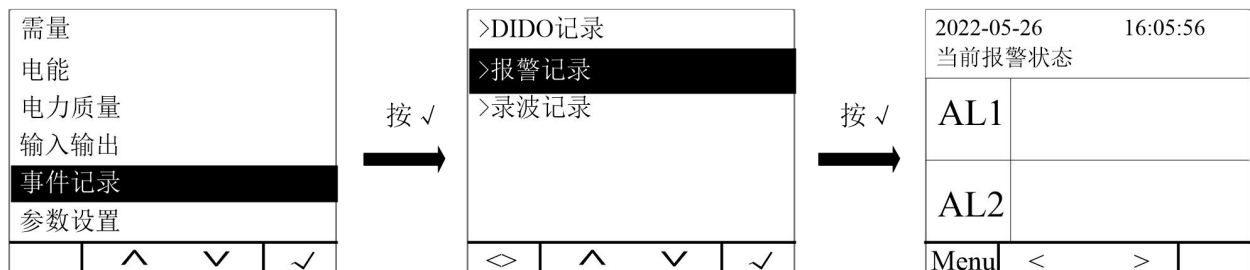 需量
电能
电力质量
输入输出
事件记录
参数设置
∧ ∨ √
按 √
>DIDO记录
>报警记录
>录波记录
<> ∧ ∨ √
按 √
2022-05-26 16:05:56
当前报警状态
AL1
AL2
Menu < >